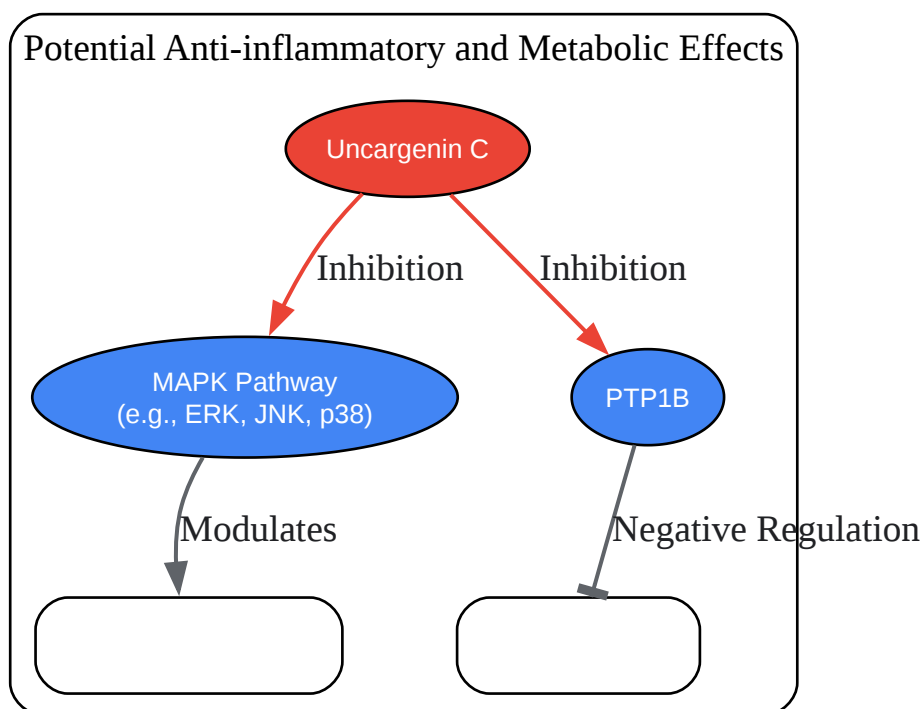 Potential Anti-inflammatory and Metabolic Effects
Uncargenin C
Inhibition
Inhibition
MAPK Pathway
(e.g., ERK, JNK, p38)
PTP1B
Modulates
Negative Regulation